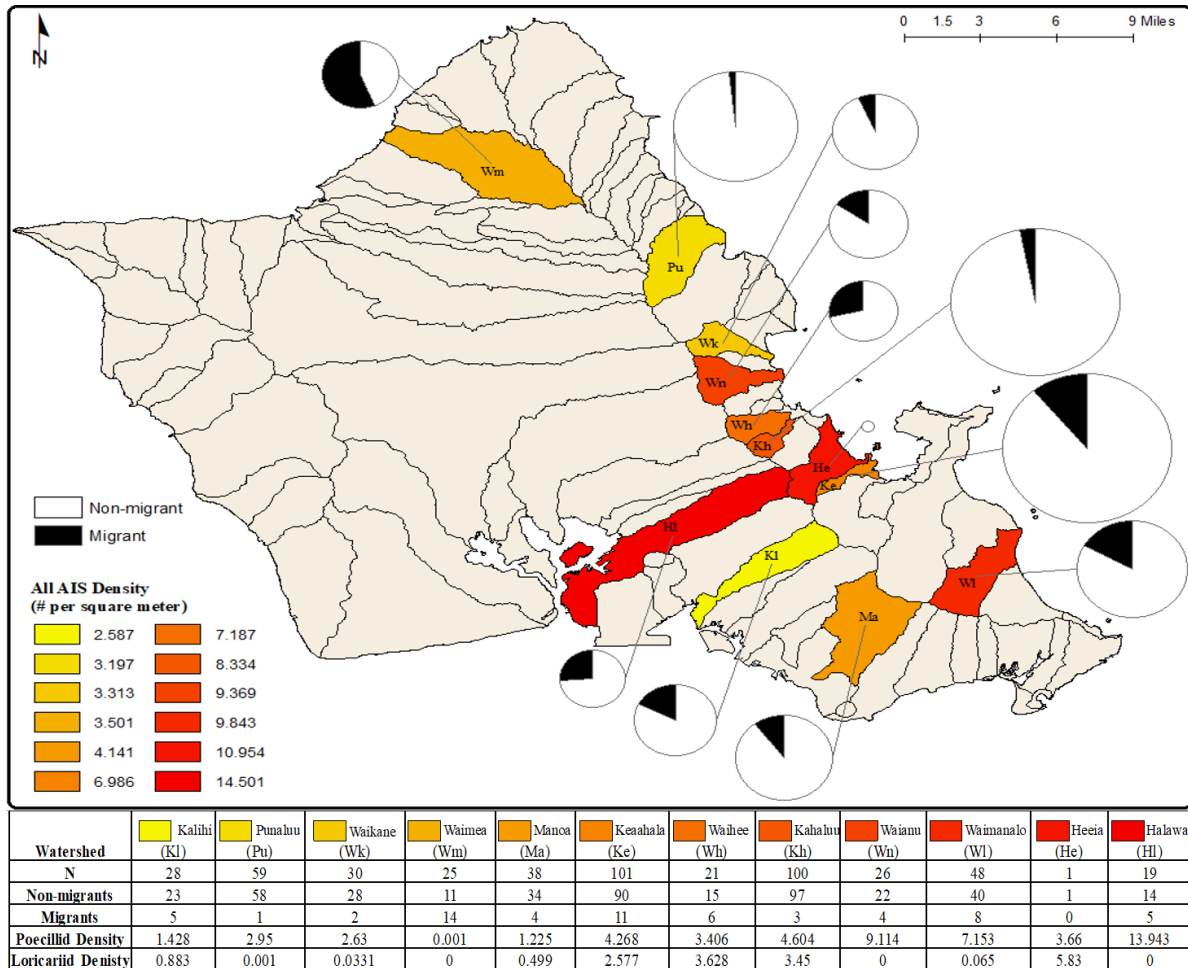 N
0 1.5 3 6 9 Miles
Wm
Pu
Wk
Wn
Wh
Kh
He
Ke
Hl
Kl
Wl
Ma
Non-migrant
Migrant
All AIS Density
(# per square meter)
2.587 7.187
3.197 8.334
3.313 9.369
3.501 9.843
4.141 10.954
6.986 14.501
Watershed Kalihi (Kl) Punaluu (Pu) Waikane (Wk) Waimea (Wm) Manoa (Ma) Keaahala (Ke) Waihee (Wh) Kahaluu (Kh) Waianu (Wn) Waimanalo (Wl) Heeia (He) Halawa (Hl)
N 28 59 30 25 38 101 21 100 26 48 1 19
Non-migrants 23 58 28 11 34 90 15 97 22 40 1 14
Migrants 5 1 2 14 4 11 6 3 4 8 0 5
Poecillid Density 1.428 2.95 2.63 0.001 1.225 4.268 3.406 4.604 9.114 7.153 3.66 13.943
Loricariid Denisty 0.883 0.001 0.0331 0 0.499 2.577 3.628 3.45 0 0.065 5.83 0